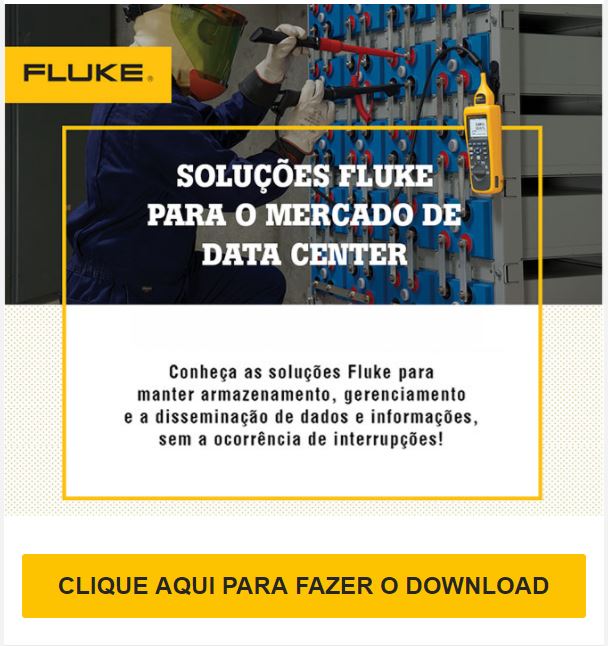 FLUKE®
SOLUÇÕES FLUKE
PARA O MERCADO DE
DATA CENTER
Conheça as soluções Fluke para
manter armazenamento, gerenciamento
e a disseminação de dados e informações,
sem a ocorrência de interrupções!
CLIQUE AQUI PARA FAZER O DOWNLOAD